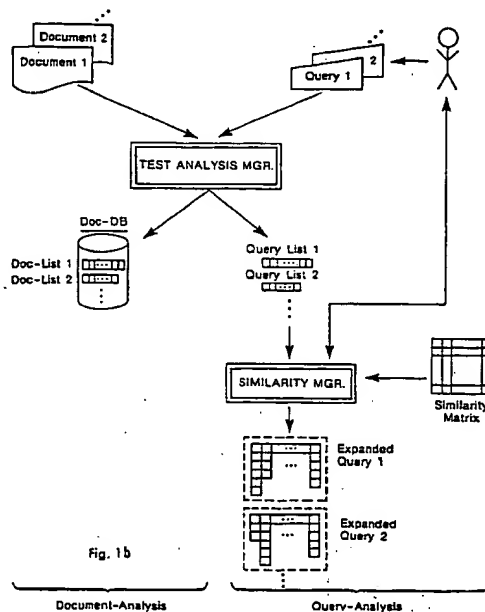 Document 2
Document 1
2
Query 1
TEST ANALYSIS MGR.
Doc-DB
Doc-List 1
Doc-List 2
Query List 1
Query List 2
SIMILARITY MGR.
Similarity
Matrix
Expanded
Query 1
Expanded
Query 2
Fig. 1b
Document-Analysis
Query-Analysis